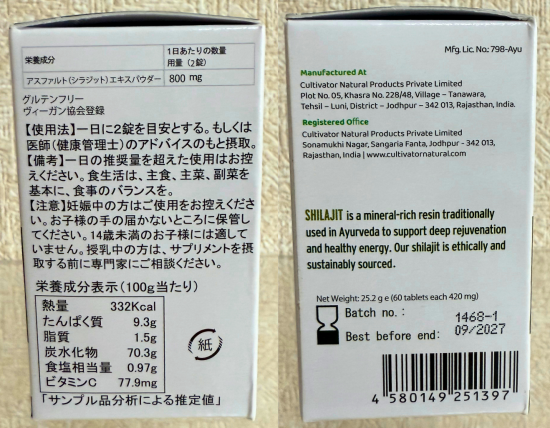 栄養成分
1日あたりの数量
用量（2錠）
アスファルト（シラジット）エキスパウダー 800 mg
グルテンフリー
ヴィーガン協会登録
【使用法】一日に2錠を目安とする。もしくは
医師（健康管理士）のアドバイスのもと摂取。
【備考】一日の推奨量を超えた使用はお控
えください。食生活は、主食、主菜、副菜を
基本に、食事のバランスを。
【注意】妊娠中の方はご使用をお控えくださ
い。お子様の手の届かないところに保管し
てください。14歳未満のお子様には適して
いません。授乳中の方は、サプリメントを摂
取する前に専門家にご相談ください。
栄養成分表示（100g当たり）
熱量 332Kcal
たんぱく質 9.3g
脂質 1.5g
炭水化物 70.3g
食塩相当量 0.97g
ビタミンC 77.9mg
紙
「サンプル品分析による推定値」
Mfg. Lic. No.: 798-Ayu
Manufactured At
Cultivator Natural Products Private Limited
Plot No. 05, Khasra No. 228/48, Village – Tanawara,
Tehsil – Luni, District – Jodhpur – 342 013, Rajasthan, India.
Registered Office
Cultivator Natural Products Private Limited
Sonamukhi Nagar, Sangaria Fanta, Jodhpur - 342 013,
Rajasthan, India | www.cultivatornatural.com
SHILAJIT is a mineral-rich resin traditionally
used in Ayurveda to support deep rejuvenation
and healthy energy. Our shilajit is ethically and
sustainably sourced.
Net Weight: 25.2 g e (60 tablets each 420 mg)
Batch no.: 1468-1
Best before end: 09/2027
4 580149 251397